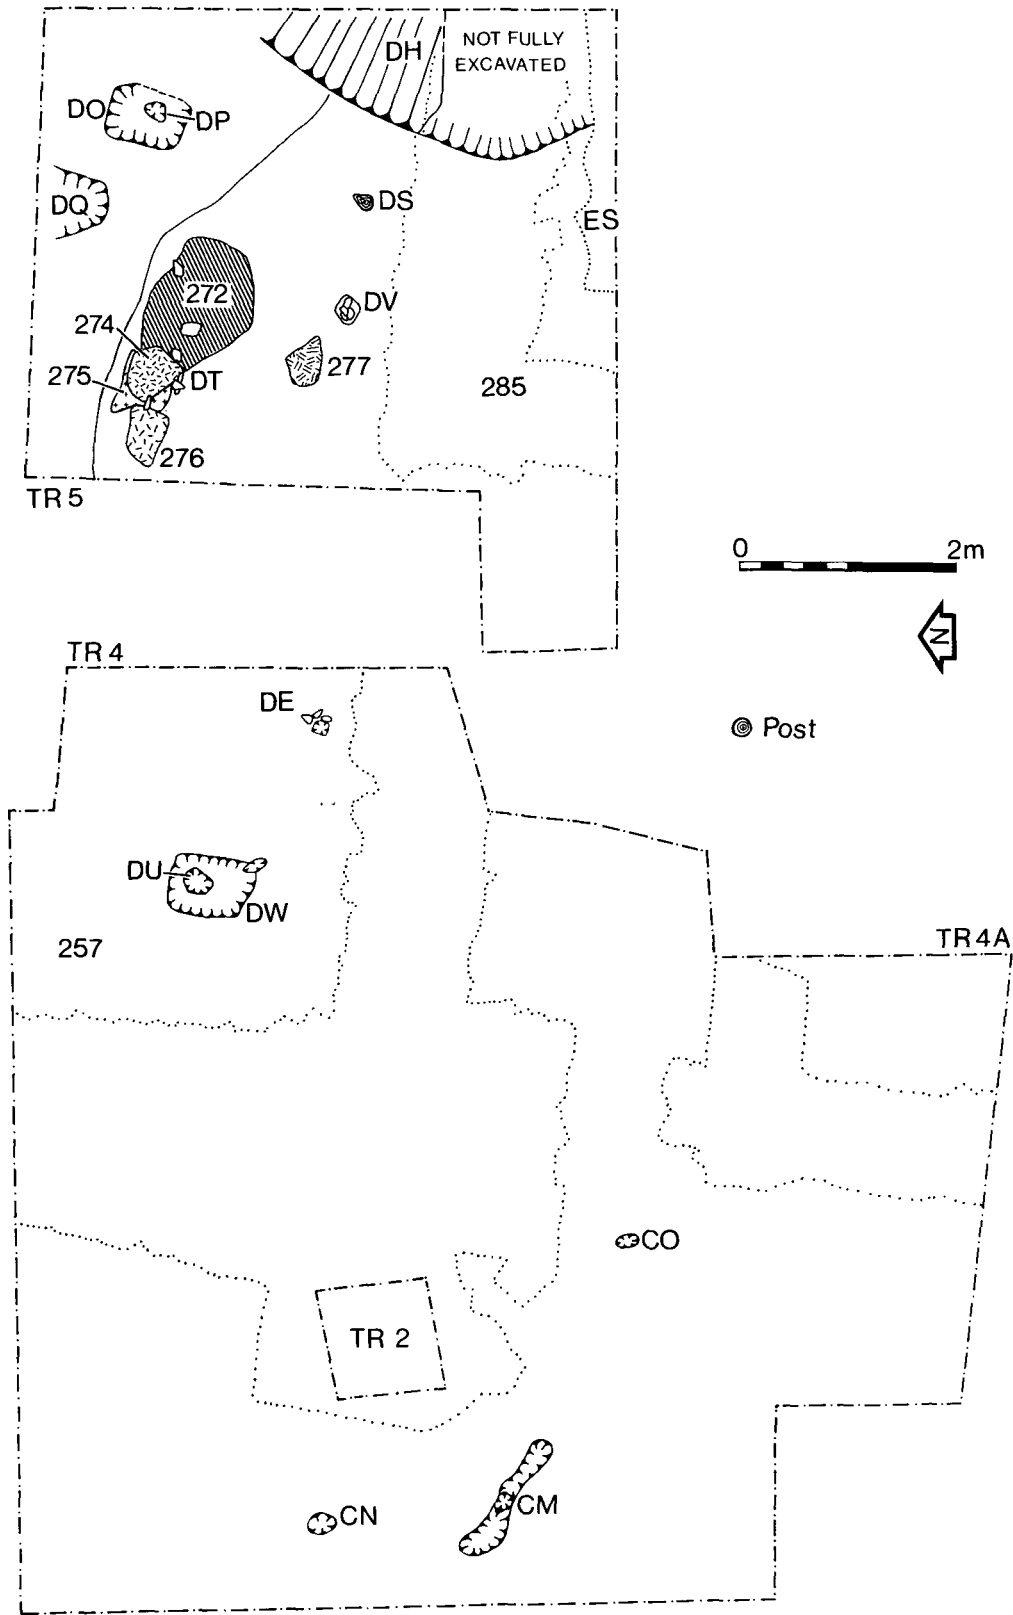 DH
NOT FULLY
EXCAVATED
DO
DP
DQ
DS
ES
272
DV
274
275
277
DT
285
276
TR 5
0 2m
N
TR 4
DE
Post
DU
DW
257
TR 4A
CO
TR 2
CN
CM